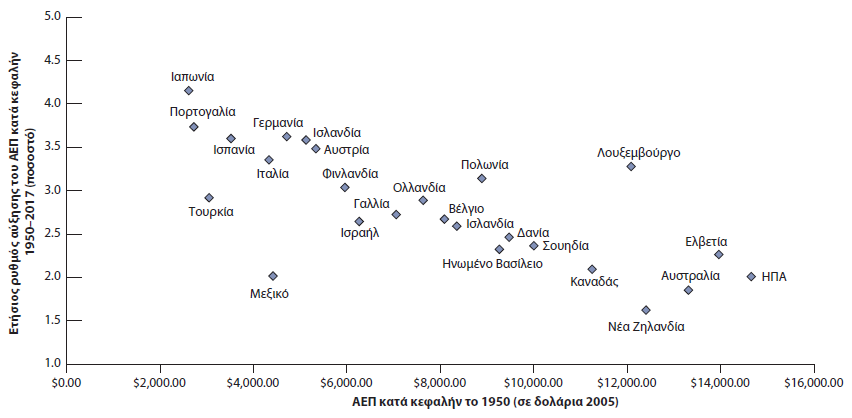 Ετήσιος ρυθμός αύξησης του ΑΕΠ κατά κεφαλήν
1950–2017 (ποσοστό)
5.0
4.5
4.0
3.5
3.0
2.5
2.0
1.5
1.0
Ιαπωνία
Πορτογαλία
Ισπανία
Γερμανία
Ισλανδία
Αυστρία
Ιταλία
Τουρκία
Φινλανδία
Γαλλία
Ισραήλ
Ολλανδία
Πολωνία
Βέλγιο
Ισλανδία
Δανία
Σουηδία
Ηνωμένο Βασίλειο
Μεξικό
Λουξεμβούργο
Καναδάς
Ελβετία
Αυστραλία
ΗΠΑ
Νέα Ζηλανδία
$0.00 $2,000.00 $4,000.00 $6,000.00 $8,000.00 $10,000.00 $12,000.00 $14,000.00 $16,000.00
ΑΕΠ κατά κεφαλήν το 1950 (σε δολάρια 2005)